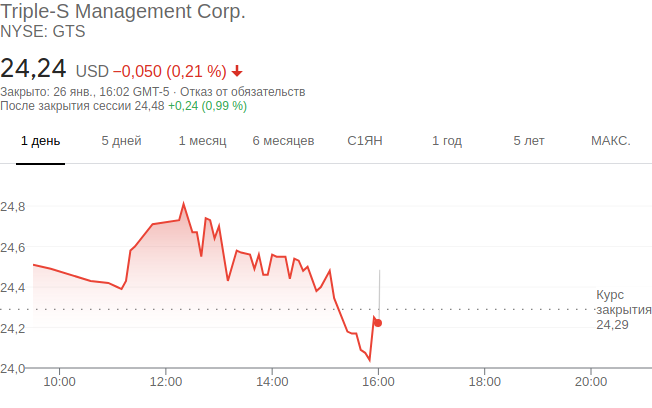 Triple-S Management Corp.
NYSE: GTS
24,24 USD −0,050 (0,21 %)
Закрыто: 26 янв., 16:02 GMT-5 · Отказ от обязательств
После закрытия сессии 24,48 +0,24 (0,99 %)
1 день 5 дней 1 месяц 6 месяцев С1ЯН 1 год 5 лет МАКС.
24,8
24,6
24,4
Курс
закрытия
24,29
24,2
24,0
10:00 12:00 14:00 16:00 18:00 20:00